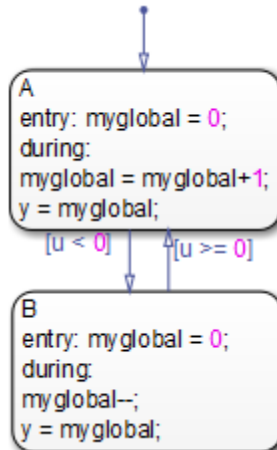 A
entry: myglobal = 0;
during:
myglobal = myglobal+1;
y = myglobal;
[u < 0]
[u >= 0]
B
entry: myglobal = 0;
during:
myglobal--;
y = myglobal;